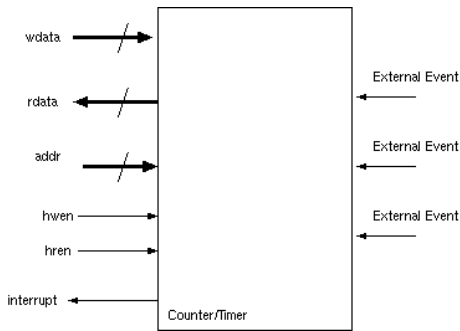 wdata
rdata
addr
hwen
hren
interrupt
External Event
External Event
External Event
Counter/Timer